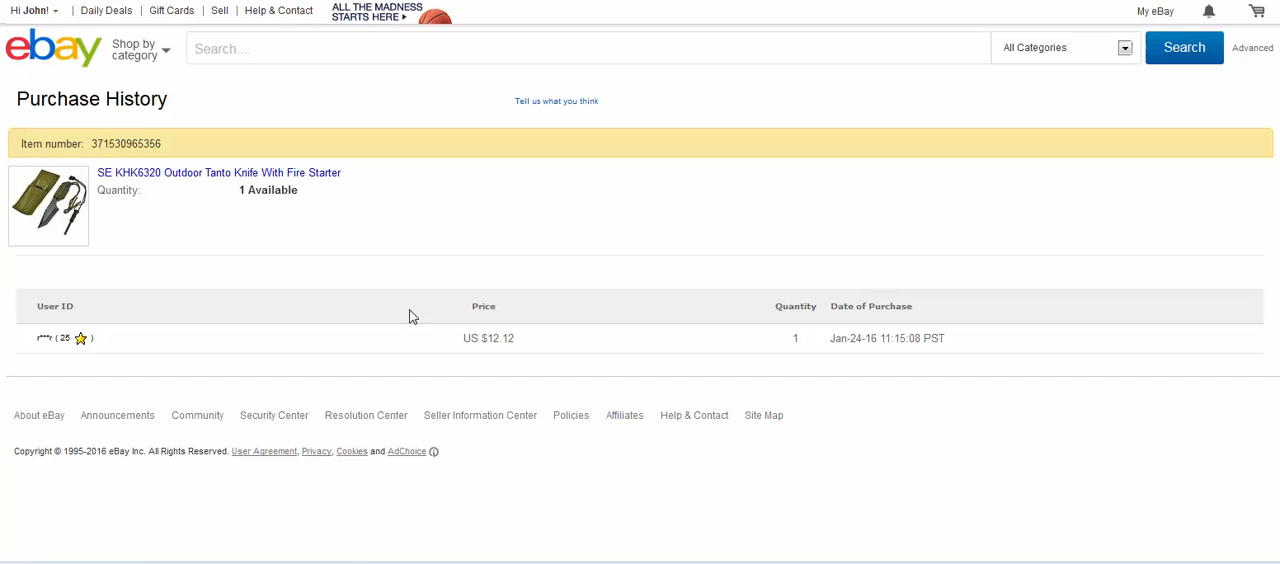 Hi John! | Daily Deals | Gift Cards | Sell | Help & Contact
ALL THE MADNESS
STARTS HERE
My eBay
ebay
Shop by
category
Search....
All Categories
Search
Advanced
Purchase History
Tell us what you think
Item number: 371530965356
SE KHK6320 Outdoor Tanto Knife With Fire Starter
Quantity: 1 Available
User ID Price Quantity Date of Purchase
r***r ( 25 ) US $12.12 1 Jan-24-16 11:15:08 PST
About eBay Announcements Community Security Center Resolution Center Seller Information Center Policies Affiliates Help & Contact Site Map
Copyright © 1995-2016 eBay Inc. All Rights Reserved. User Agreement, Privacy, Cookies and AdChoice